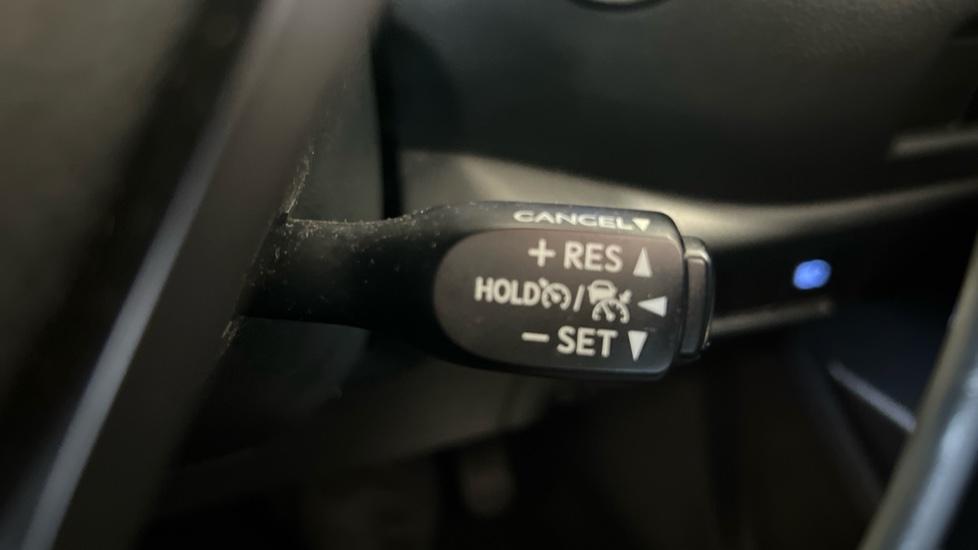 CANCEL▼
+ RES ▲
HOLD / ◄
− SET ▼